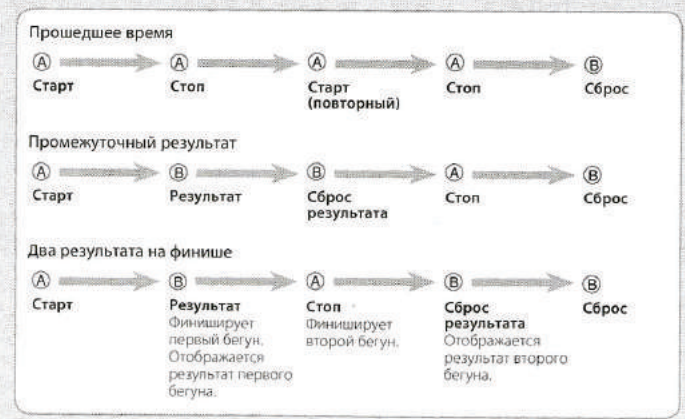 Прошедшее время
Ⓐ Ⓐ Ⓐ Ⓐ Ⓑ
Старт Стоп Старт Стоп Сброс
(повторный)
Промежуточный результат
Ⓐ Ⓑ Ⓑ Ⓐ Ⓑ
Старт Результат Сброс Стоп Сброс
результата
Два результата на финише
Ⓐ Ⓑ Ⓐ Ⓑ Ⓑ
Старт Результат Стоп Сброс Сброс
Финиширует Финиширует результата
первый бегун. второй бегун. Отображается
Отображается результат второго
результат первого бегуна.
бегуна.